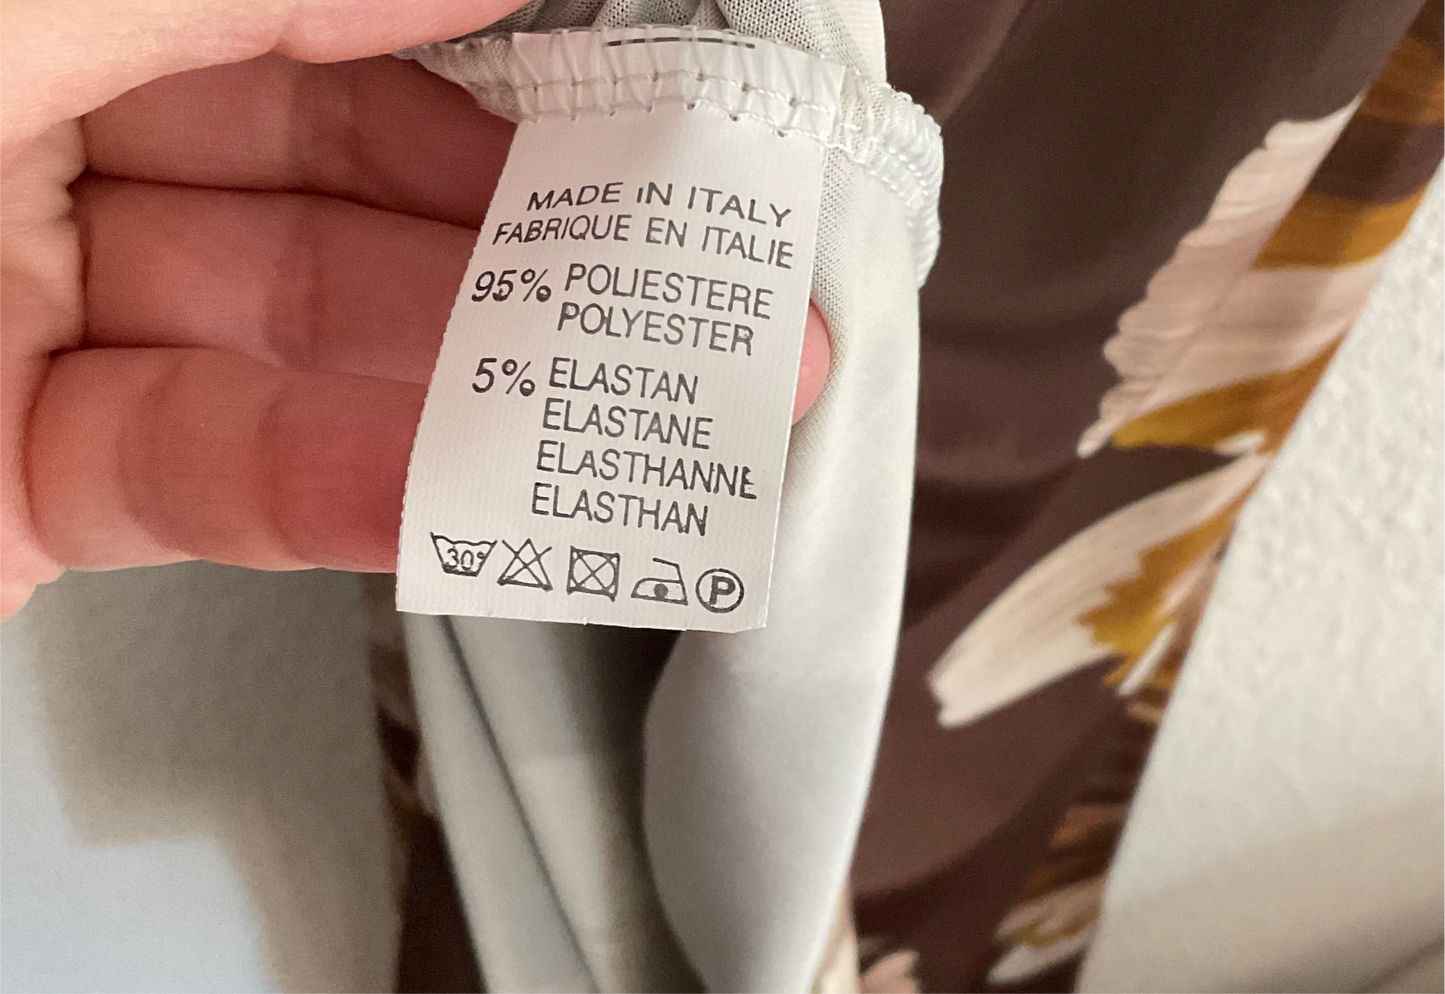 MADE IN ITALY
FABRIQUE EN ITALIE
95% POLIESTERE
POLYESTER
5% ELASTAN
ELASTANE
ELASTHANNE
ELASTHAN
30° P